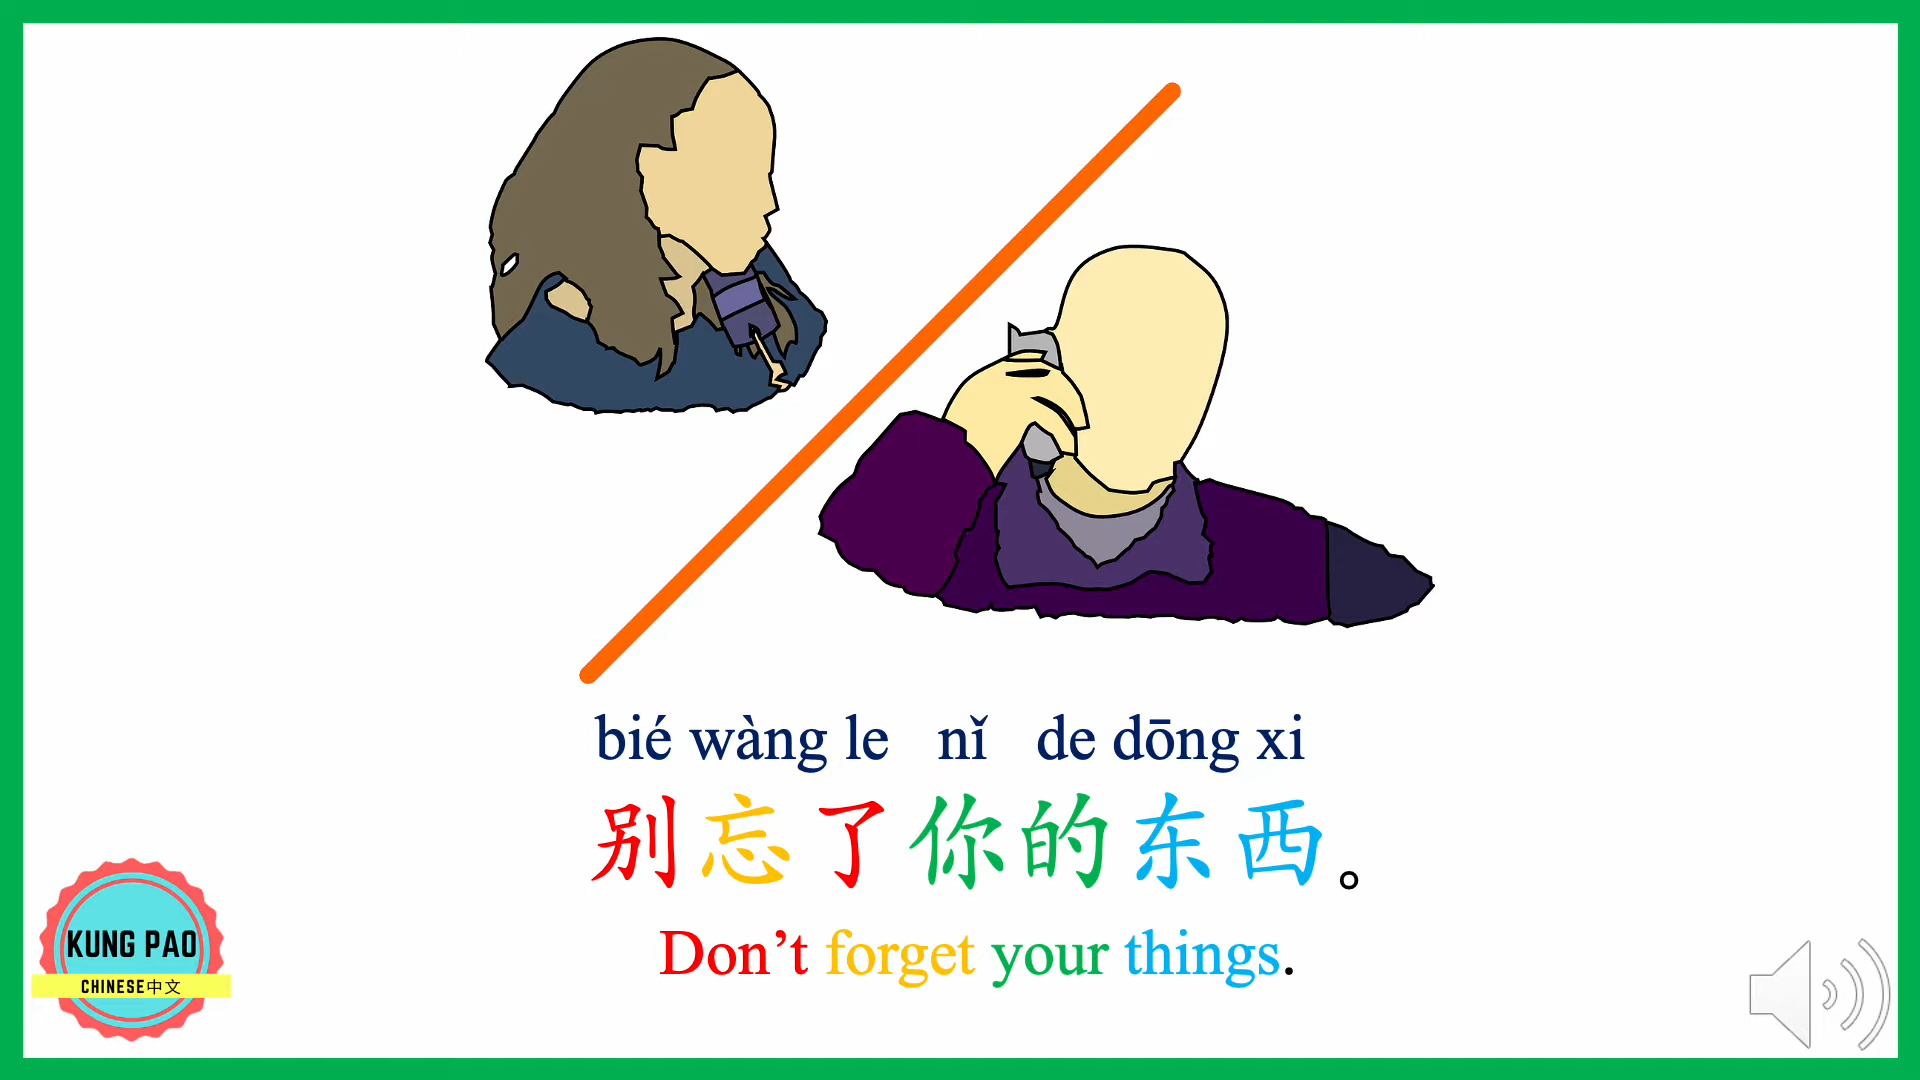 bié wàng le nǐ de dōng xi
别忘了你的东西。
Don’t forget your things.
KUNG PAO
CHINESE中文